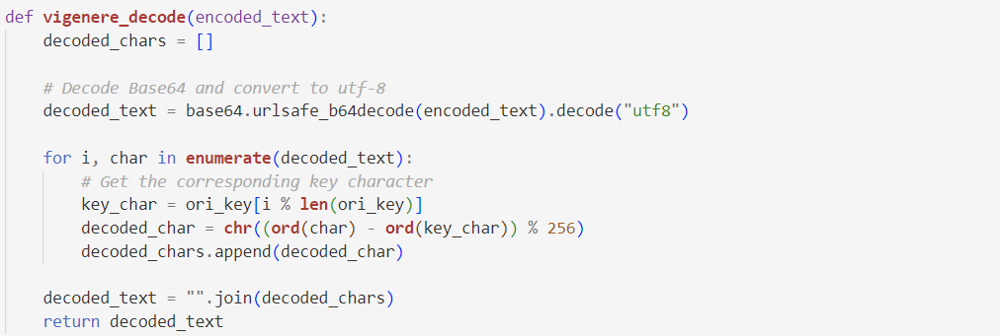 def vigenere_decode(encoded_text):
    decoded_chars = []

    # Decode Base64 and convert to utf-8
    decoded_text = base64.urlsafe_b64decode(encoded_text).decode("utf8")

    for i, char in enumerate(decoded_text):
        # Get the corresponding key character
        key_char = ori_key[i % len(ori_key)]
        decoded_char = chr((ord(char) - ord(key_char)) % 256)
        decoded_chars.append(decoded_char)

    decoded_text = "".join(decoded_chars)
    return decoded_text